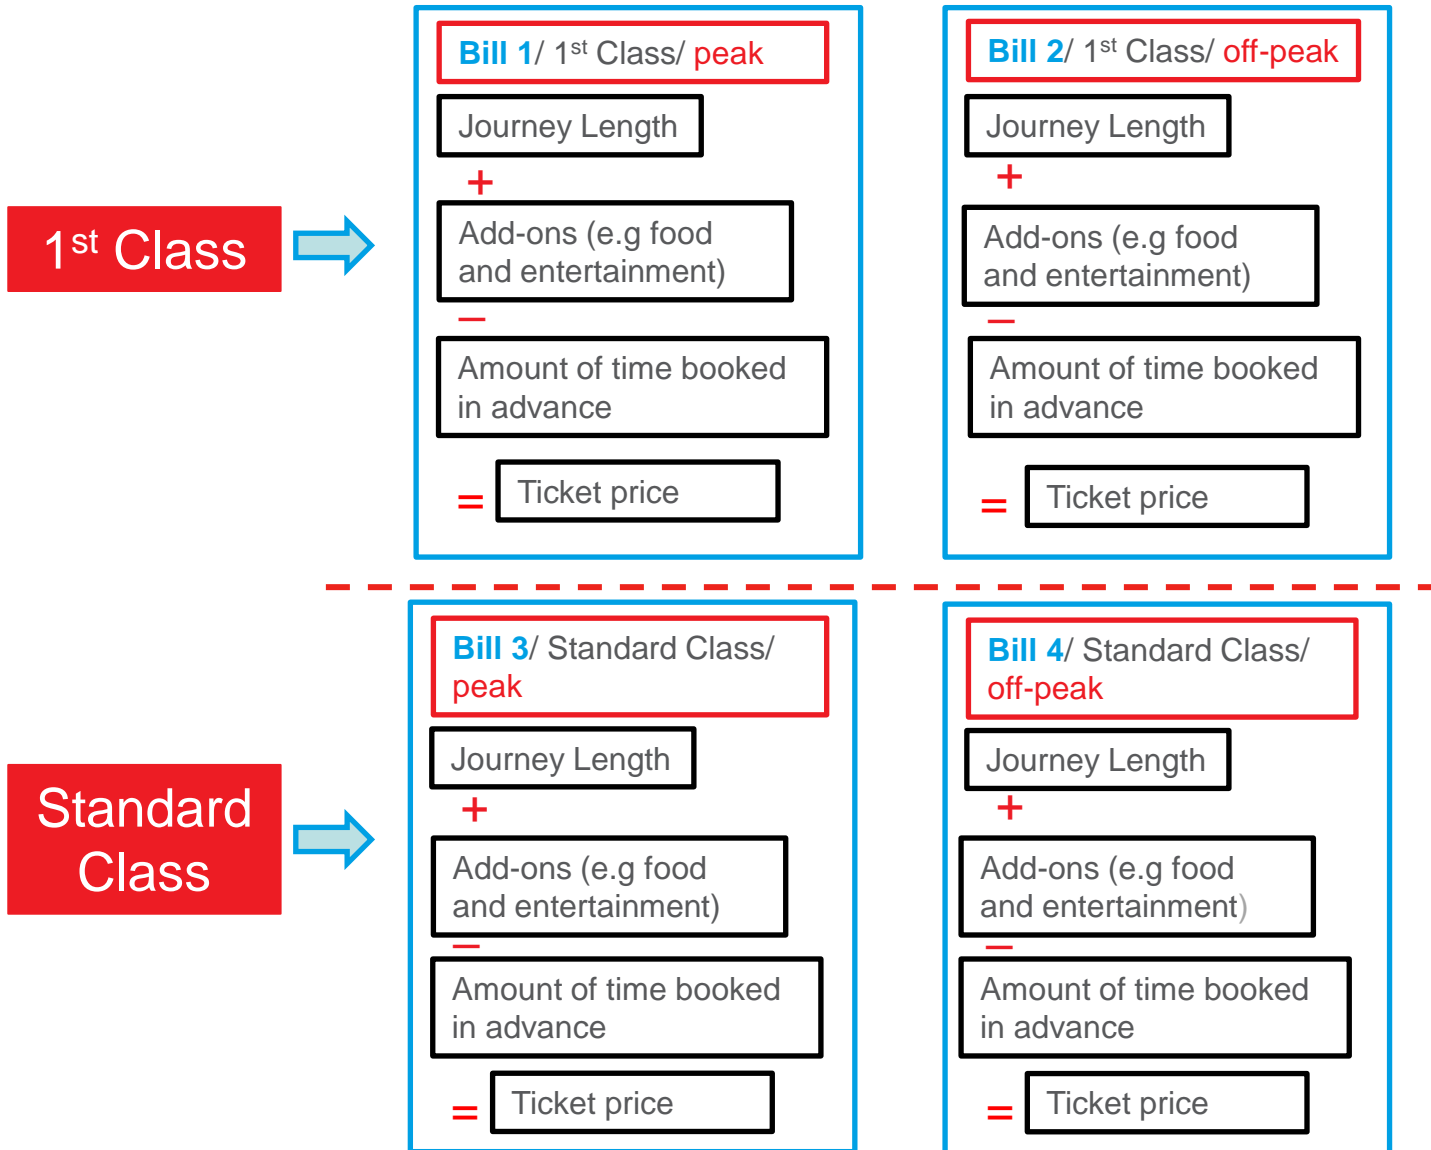 1st Class
Bill 1/ 1st Class/ peak
Journey Length
+
Add-ons (e.g food
and entertainment)
–
Amount of time booked
in advance
= Ticket price
Bill 2/ 1st Class/ off-peak
Journey Length
+
Add-ons (e.g food
and entertainment)
–
Amount of time booked
in advance
= Ticket price
Standard
Class
Bill 3/ Standard Class/
peak
Journey Length
+
Add-ons (e.g food
and entertainment)
–
Amount of time booked
in advance
= Ticket price
Bill 4/ Standard Class/
off-peak
Journey Length
+
Add-ons (e.g food
and entertainment)
–
Amount of time booked
in advance
= Ticket price